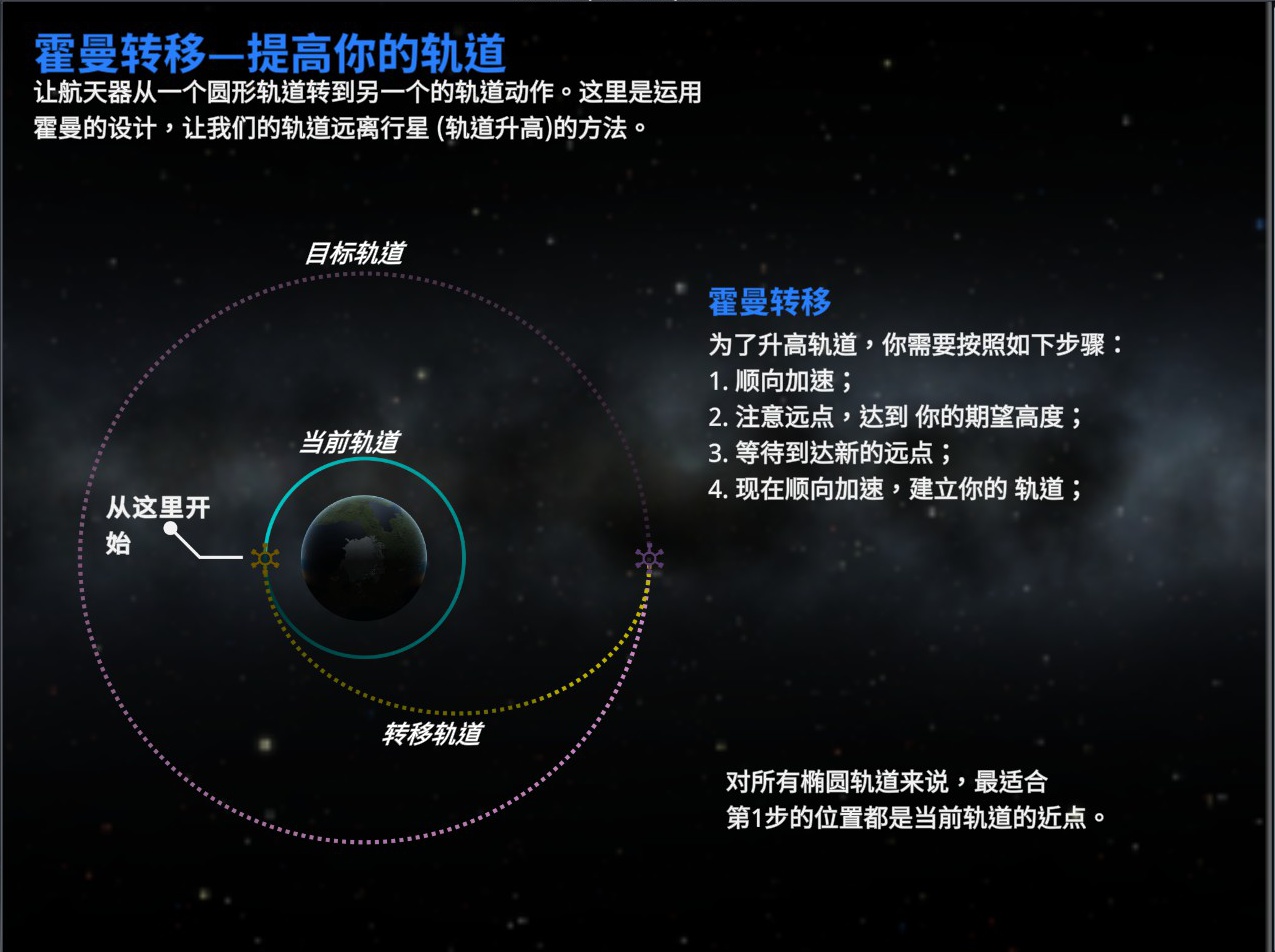 霍曼转移—提高你的轨道
让航天器从一个圆形轨道转到另一个的轨道动作。这里是运用
霍曼的设计，让我们的轨道远离行星 (轨道升高)的方法。
目标轨道
霍曼转移
为了升高轨道，你需要按照如下步骤：
1. 顺向加速；
2. 注意远点，达到 你的期望高度；
3. 等待到达新的远点；
4. 现在顺向加速，建立你的 轨道；
当前轨道
从这里开
始
转移轨道
对所有椭圆轨道来说，最适合
第1步的位置都是当前轨道的近点。